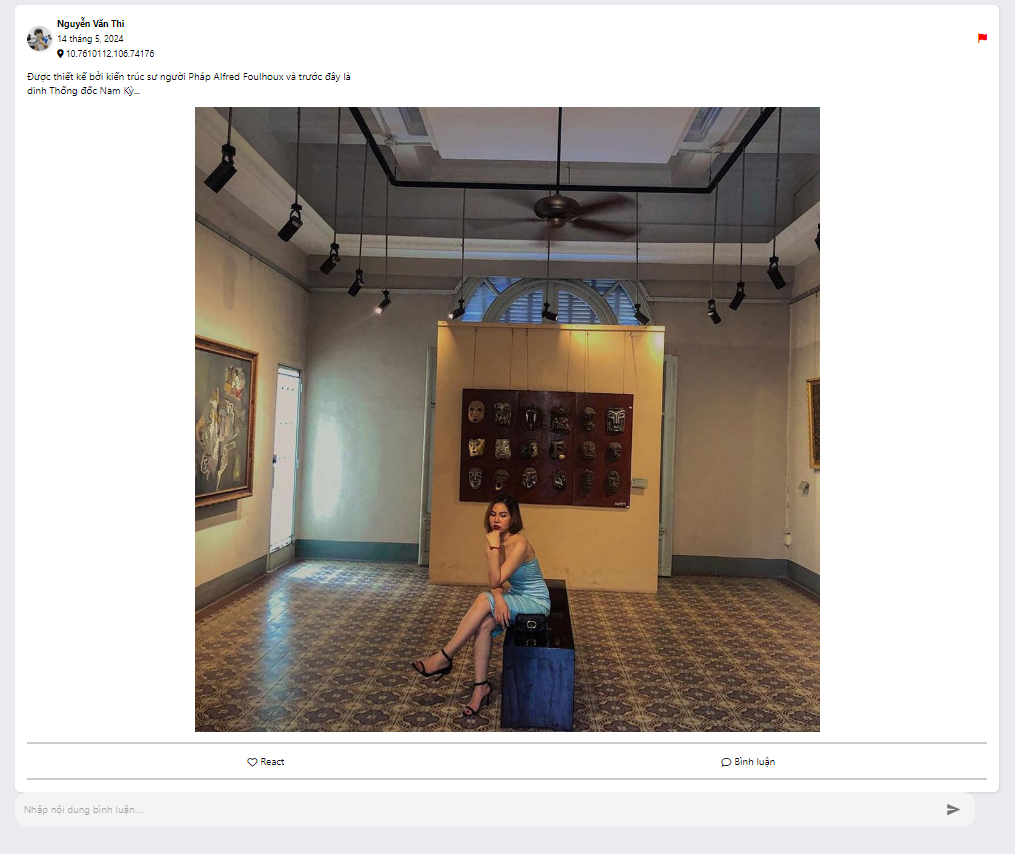 Nguyễn Văn Thi
14 tháng 5, 2024
10.7610112,106.74176
Được thiết kế bởi kiến trúc sư người Pháp Alfred Foulhoux và trước đây là
dinh Thống đốc Nam Kỳ...
React
Bình luận
Nhập nội dung bình luận...